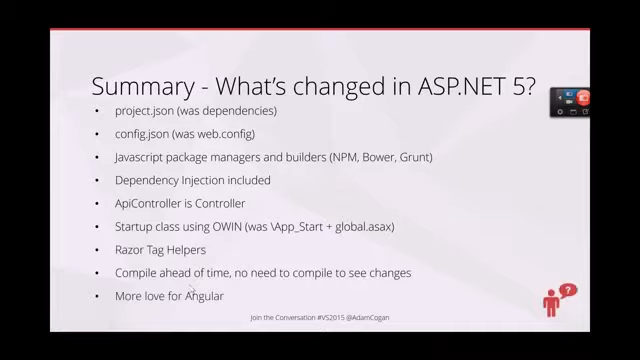 Summary - What's changed in ASP.NET 5?
• project.json (was dependencies)
• config.json (was web.config)
• Javascript package managers and builders (NPM, Bower, Grunt)
• Dependency Injection included
• ApiController is Controller
• Startup class using OWIN (was \App_Start + global.asax)
• Razor Tag Helpers
• Compile ahead of time, no need to compile to see changes
• More love for Angular
?
Join the Conversation #VS2015 @AdamCogan